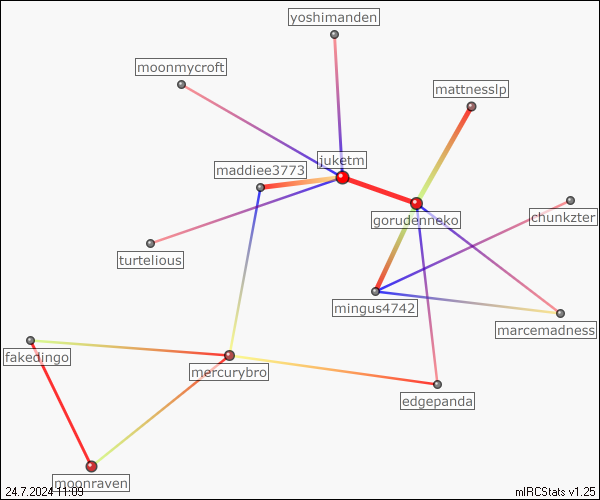 yoshimanden
moonmycroft
mattnesslp
juketm
maddiee3773
gorudenneko
chunkzter
turtelious
mingus4742
marcemadness
fakedingo
mercurybro
edgepanda
moonraven
24.7.2024 11:09
mIRCStats v1.25